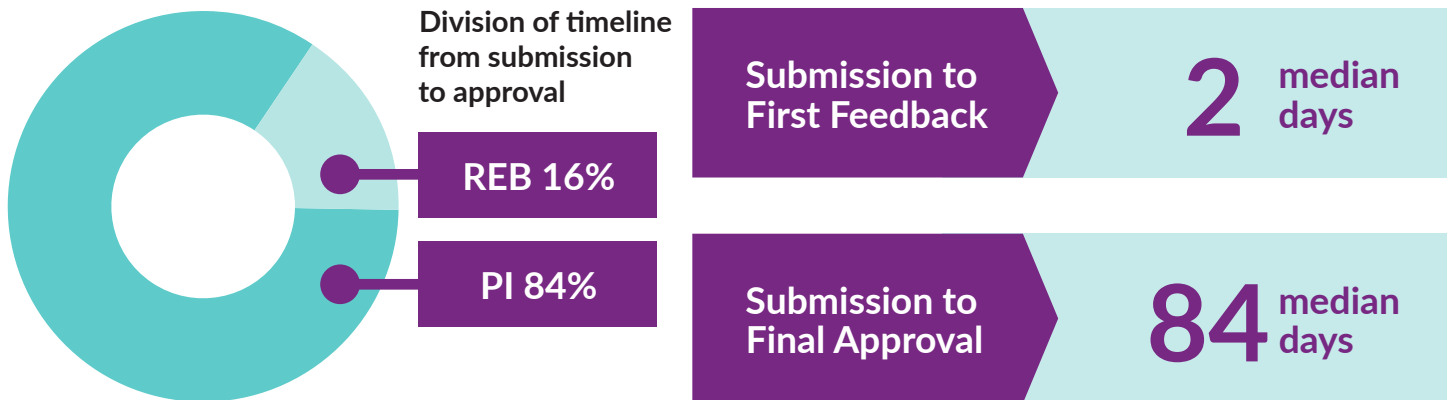 Division of timeline
from submission
to approval
REB 16%
PI 84%
Submission to
First Feedback
2 median
days
Submission to
Final Approval
84 median
days